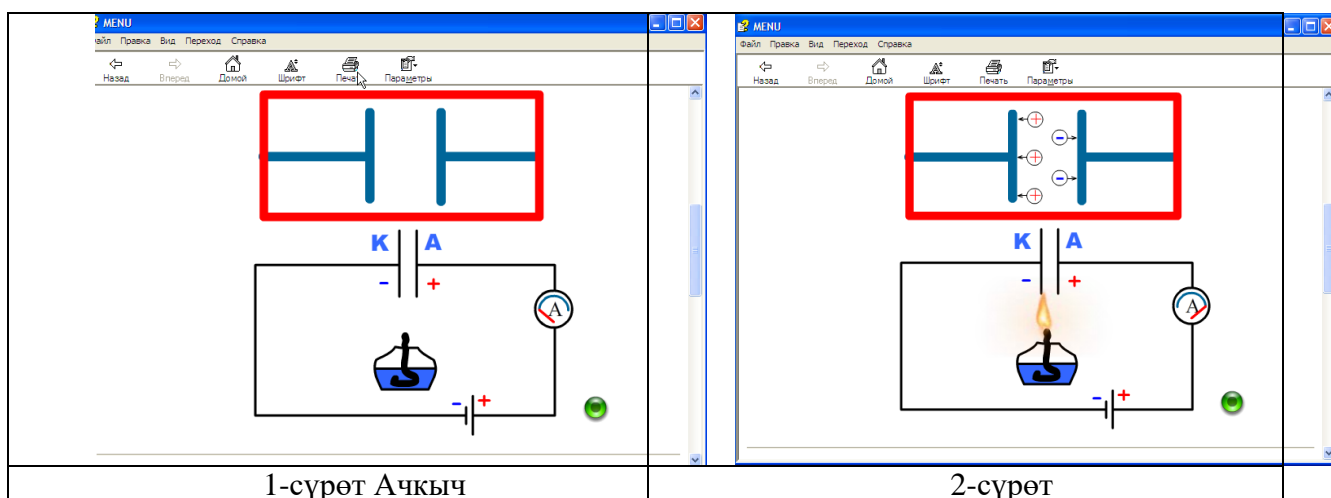 MENU
айл Правка Вид Переход Справка
Назад Вперед Домой Шрифт Печать Параметры
К А
- +
А
- +
1-сүрөт Ачкыч
MENU
Файл Правка Вид Переход Справка
Назад Вперед Домой Шрифт Печать Параметры
+
-
+
-
+
К А
- +
А
- +
2-сүрөт